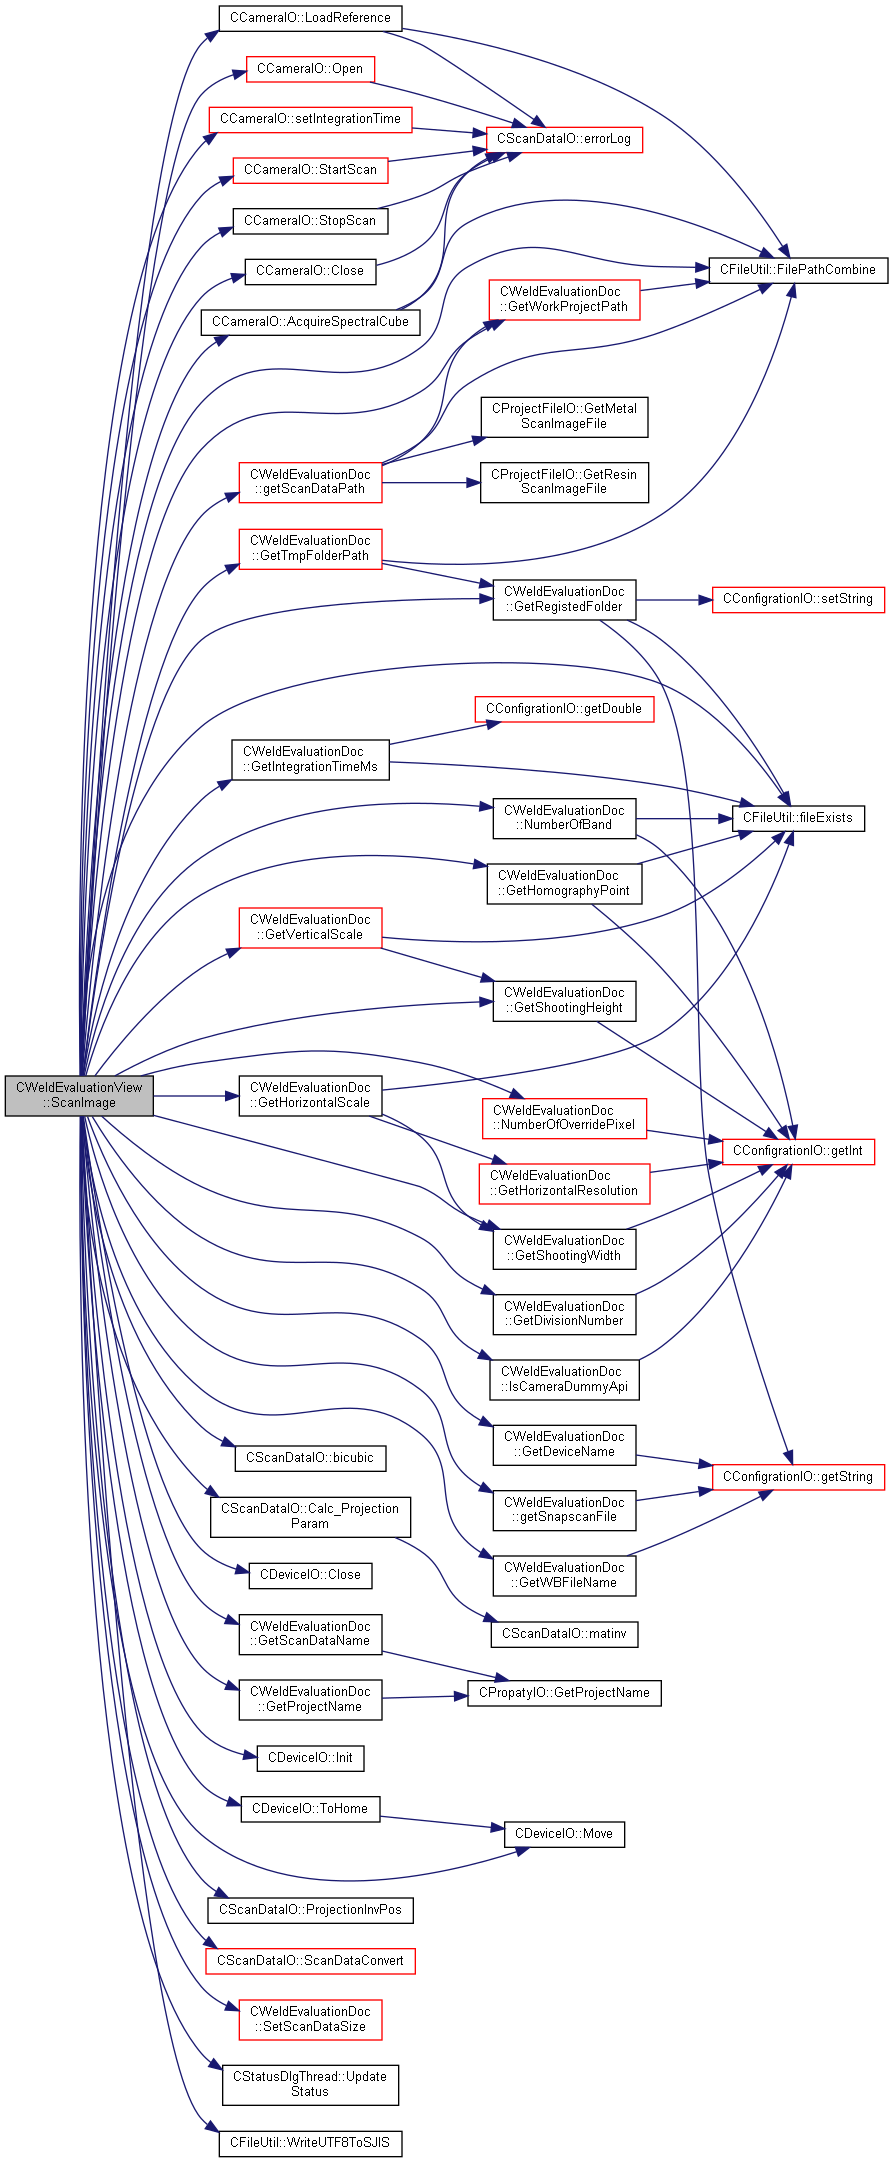 CCameraIO::LoadReference
CCameraIO::Open
CCameraIO::setIntegrationTime
CScanDataIO::errorLog
CCameraIO::StartScan
CCameraIO::StopScan
CCameraIO::Close
CFileUtil::FilePathCombine
CWeldEvaluationDoc
::GetWorkProjectPath
CCameraIO::AcquireSpectralCube
CProjectFileIO::GetMetal
ScanImageFile
CWeldEvaluationDoc
::getScanDataPath
CProjectFileIO::GetResin
ScanImageFile
CWeldEvaluationDoc
::GetTmpFolderPath
CWeldEvaluationDoc
::GetRegistedFolder
CConfigrationIO::setString
CConfigrationIO::getDouble
CWeldEvaluationDoc
::GetIntegrationTimeMs
CWeldEvaluationDoc
::NumberOfBand
CFileUtil::fileExists
CWeldEvaluationDoc
::GetHomographyPoint
CWeldEvaluationDoc
::GetVerticalScale
CWeldEvaluationDoc
::GetShootingHeight
CWeldEvaluationView
::ScanImage
CWeldEvaluationDoc
::GetHorizontalScale
CWeldEvaluationDoc
::NumberOfOverridePixel
CConfigrationIO::getInt
CWeldEvaluationDoc
::GetHorizontalResolution
CWeldEvaluationDoc
::GetShootingWidth
CWeldEvaluationDoc
::GetDivisionNumber
CWeldEvaluationDoc
::IsCameraDummyApi
CWeldEvaluationDoc
::GetDeviceName
CScanDataIO::bicubic
CConfigrationIO::getString
CWeldEvaluationDoc
::getSnapscanFile
CScanDataIO::Calc_Projection
Param
CWeldEvaluationDoc
::GetWBFileName
CDeviceIO::Close
CWeldEvaluationDoc
::GetScanDataName
CScanDataIO::matinv
CWeldEvaluationDoc
::GetProjectName
CPropatyIO::GetProjectName
CDeviceIO::Init
CDeviceIO::ToHome
CDeviceIO::Move
CScanDataIO::ProjectionInvPos
CScanDataIO::ScanDataConvert
CWeldEvaluationDoc
::SetScanDataSize
CStatusDlgThread::Update
Status
CFileUtil::WriteUTF8ToSJIS